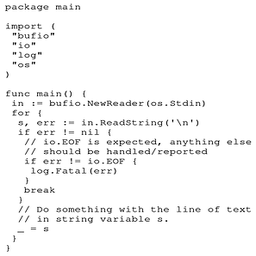 package main

import (
 "bufio"
 "io"
 "log"
 "os"
)

func main() {
 in := bufio.NewReader(os.Stdin)
 for {
  s, err := in.ReadString('\n')
  if err != nil {
   // io.EOF is expected, anything else
   // should be handled/reported
   if err != io.EOF {
    log.Fatal(err)
   }
   break
  }
  // Do something with the line of text
  // in string variable s.
  _ = s
 }
}